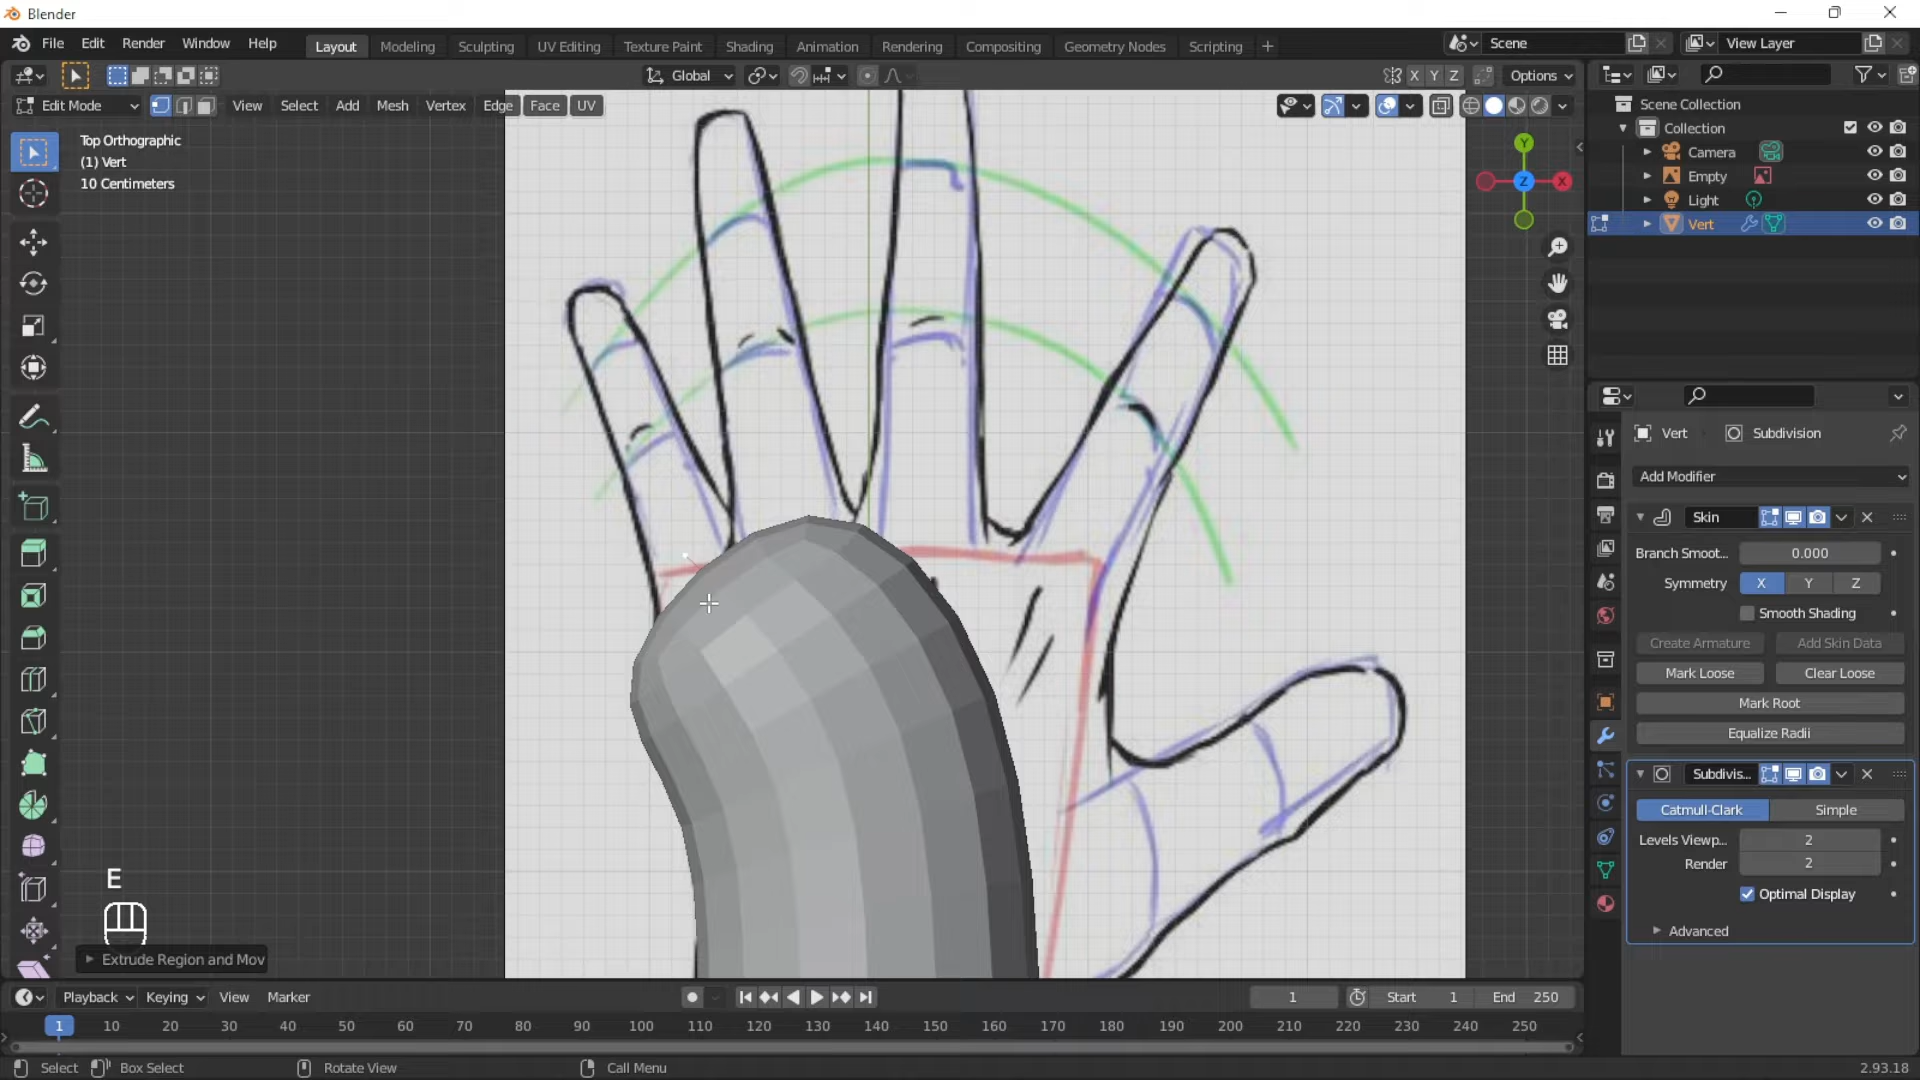 Blender
File Edit Render Window Help Layout Modeling Sculpting UV Editing Texture Paint Shading Animation Rendering Compositing Geometry Nodes Scripting + Scene View Layer
Global X Y Z Options
Edit Mode View Select Add Mesh Vertex Edge Face UV
Top Orthographic
(1) Vert
10 Centimeters
Y
Z X
Scene Collection
Collection
Camera
Empty
Light
Vert
Vert Subdivision
Add Modifier
Skin
Branch Smoot... 0.000
Symmetry X Y Z
Smooth Shading
Create Armature Add Skin Data
Mark Loose Clear Loose
Mark Root
Equalize Radii
Subdivis...
Catmull-Clark Simple
Levels Viewp... 2
Render 2
Optimal Display
Advanced
E
Extrude Region and Mov
Playback Keying View Marker 1 Start 1 End 250
1 10 20 30 40 50 60 70 80 90 100 110 120 130 140 150 160 170 180 190 200 210 220 230 240 250
Select Box Select Rotate View Call Menu 2.93.18